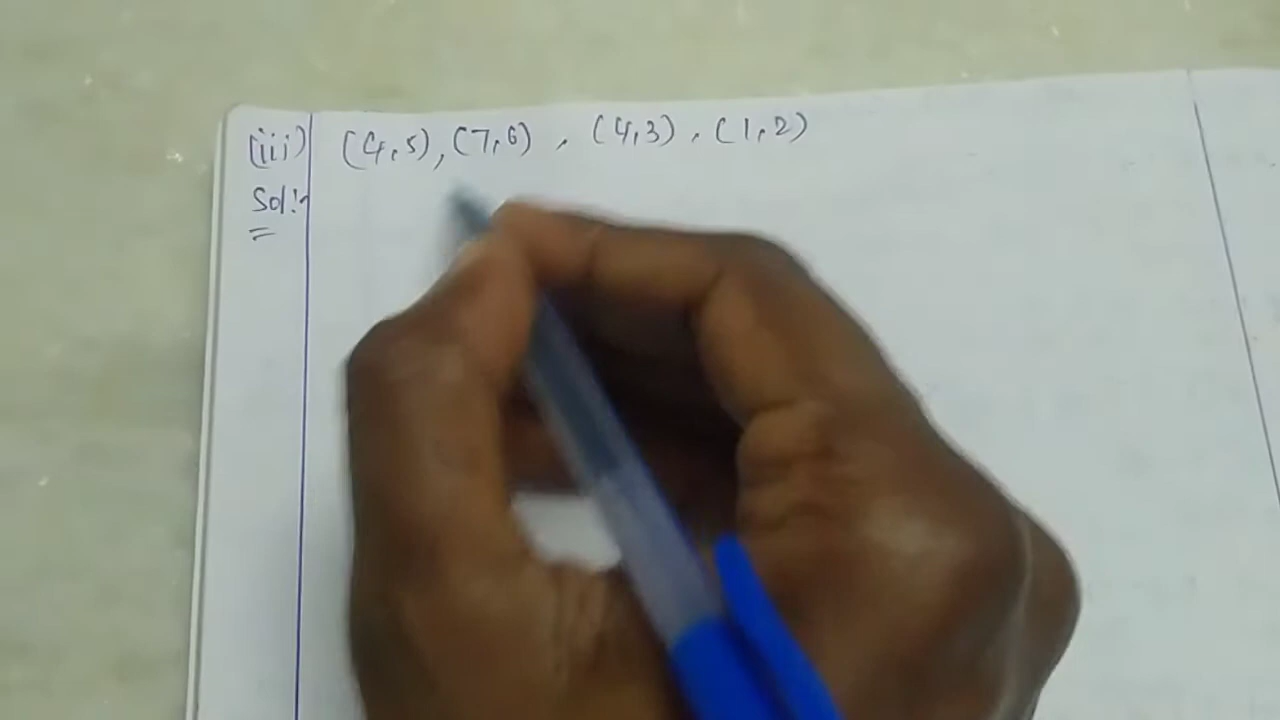 (iii) (4,5), (7,6), (4,3), (1,2)
Sol:-